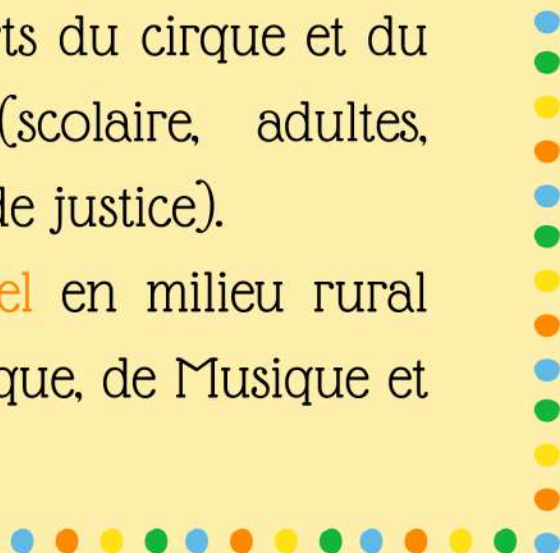 ts du cirque et du
(scolaire, adultes,
de justice).
el en milieu rural
que, de Musique et